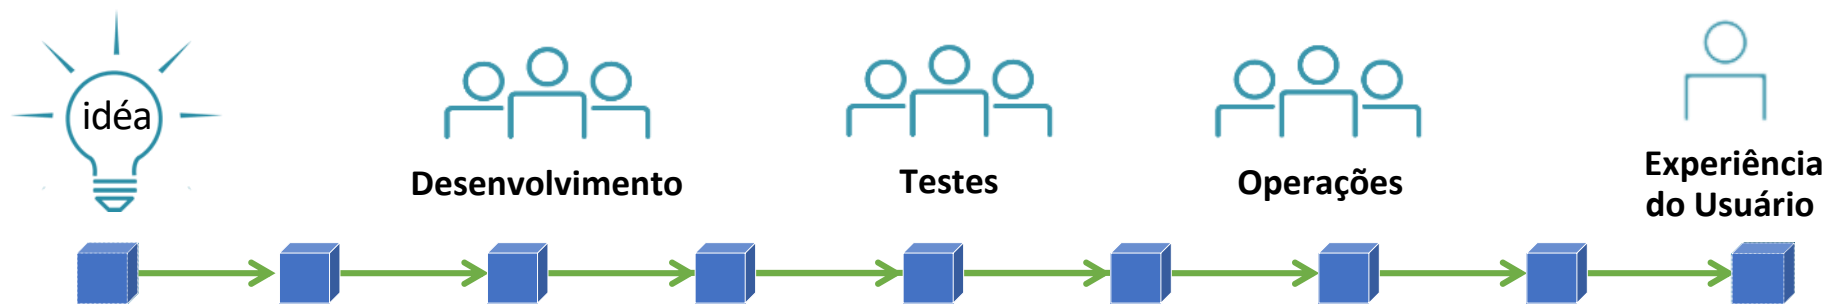 idéa
Desenvolvimento
Testes
Operações
Experiência
do Usuário